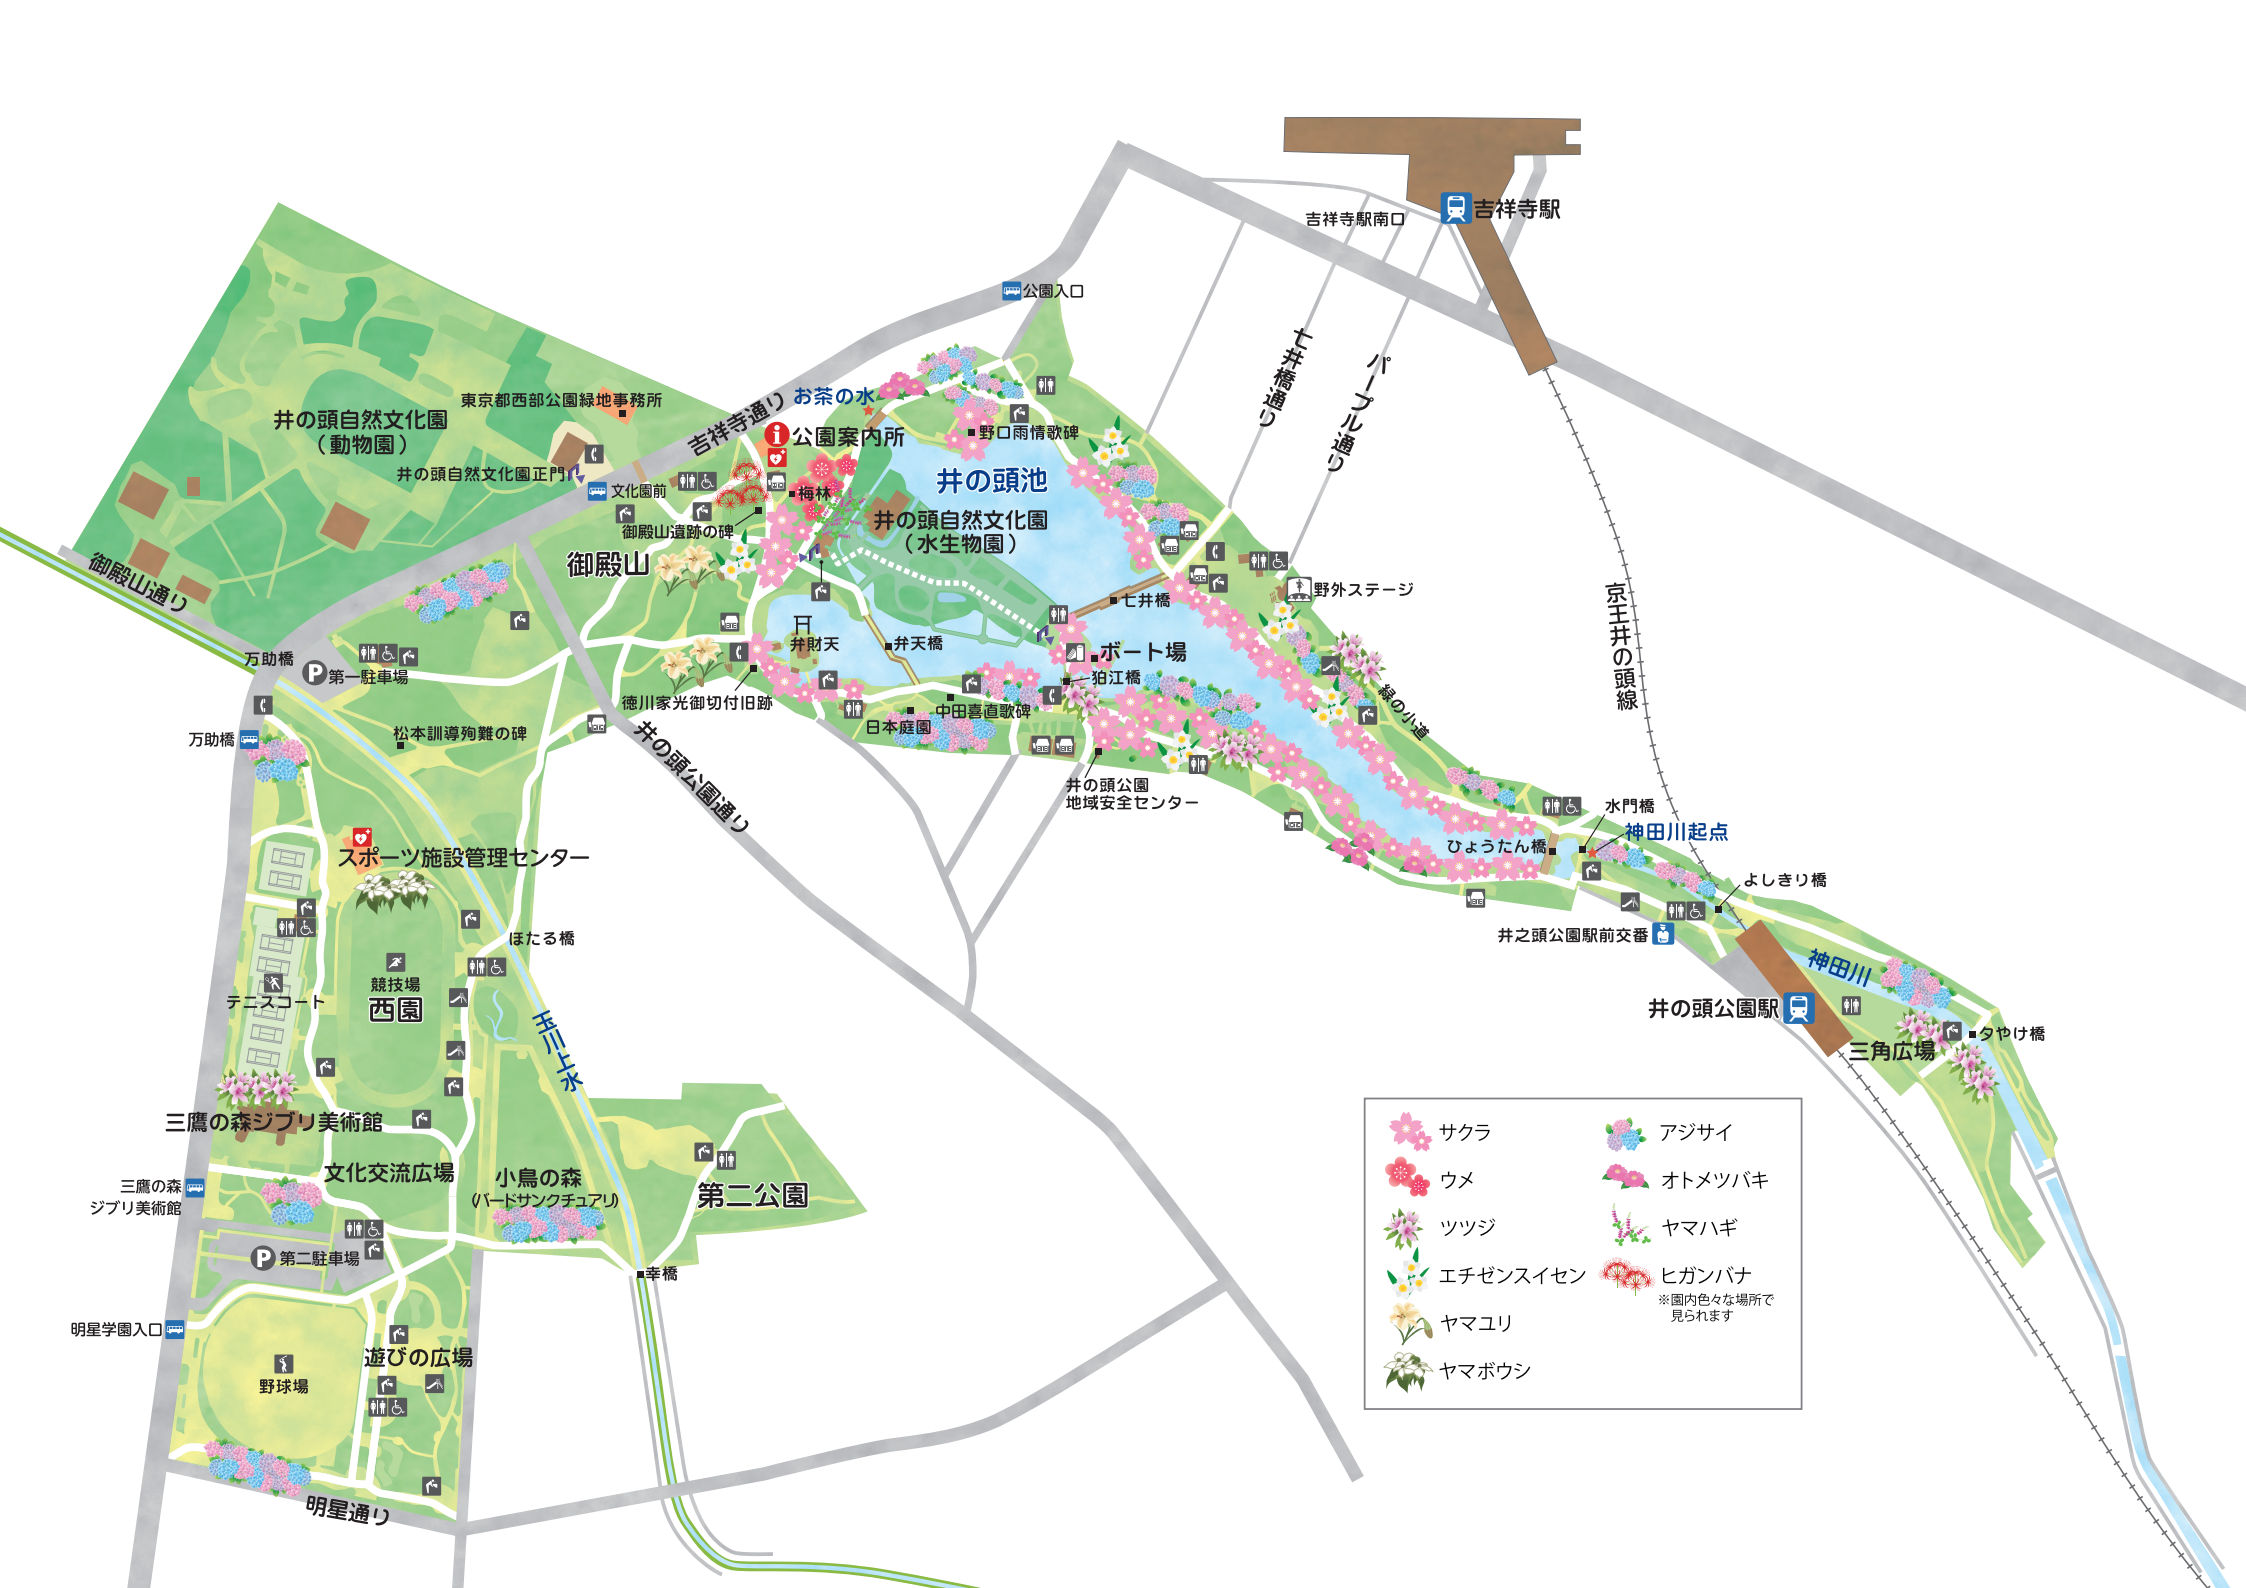 吉祥寺駅
吉祥寺駅南口
公園入口
七井橋通り
パープル通り
京王井の頭線
吉祥寺通り
お茶の水
公園案内所
野口雨情歌碑
東京都西部公園緑地事務所
井の頭自然文化園
（動物園）
井の頭自然文化園正門
文化園前
梅林
御殿山遺跡の碑
井の頭池
井の頭自然文化園
（水生物園）
御殿山
御殿山通り
七井橋
野外ステージ
弁財天
弁天橋
ボート場
狛江橋
万助橋
P
第一駐車場
徳川家光御切付旧跡
中田喜直歌碑
日本庭園
緑の小道
万助橋
松本訓導殉難の碑
井の頭公園通り
井の頭公園
地域安全センター
水門橋
神田川起点
ひょうたん橋
よしきり橋
スポーツ施設管理センター
ほたる橋
井之頭公園駅前交番
神田川
競技場
西園
テニスコート
井の頭公園駅
三角広場
夕やけ橋
玉川上水
三鷹の森ジブリ美術館
文化交流広場
小鳥の森
（バードサンクチュアリ）
第二公園
三鷹の森
ジブリ美術館
P
第二駐車場
幸橋
明星学園入口
遊びの広場
野球場
明星通り
サクラ
ウメ
ツツジ
エチゼンスイセン
ヤマユリ
ヤマボウシ
アジサイ
オトメツバキ
ヤマハギ
ヒガンバナ
※園内色々な場所で
見られます